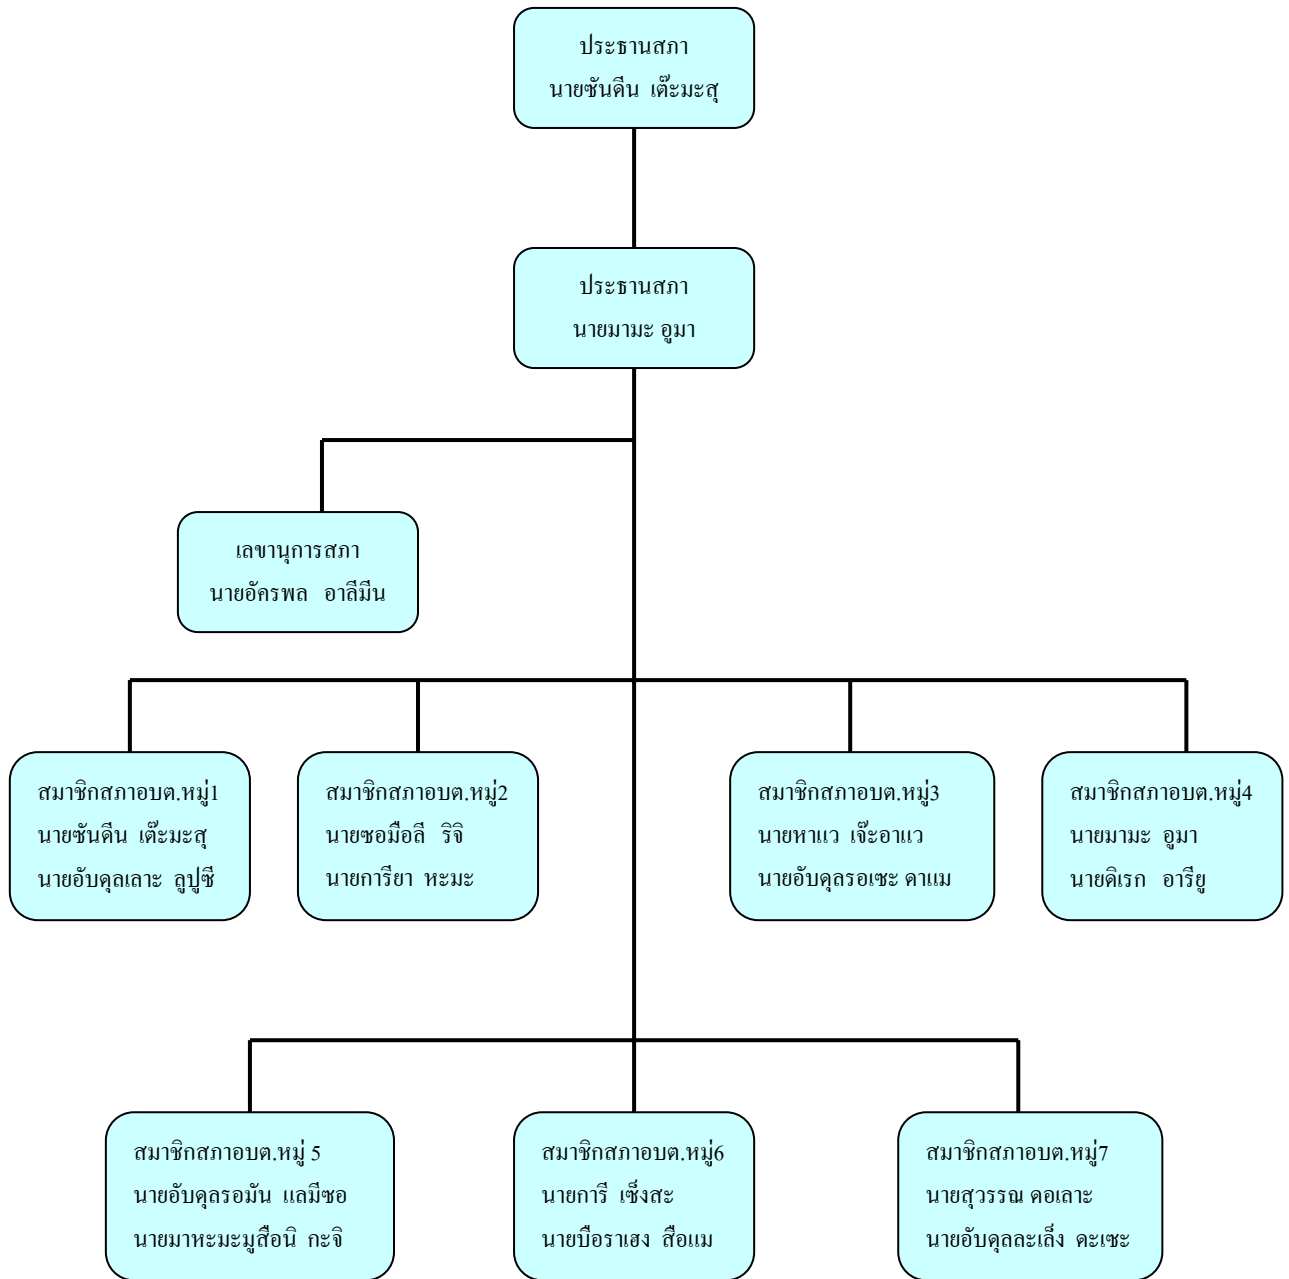 ประธานสภา
นายซันดีน เต๊ะมะสุ
ประธานสภา
นายมามะ อูมา
เลขานุการสภา
นายอัครพล อาลีมีน
สมาชิกสภาอบต.หมู่1
นายซันดีน เต๊ะมะสุ
นายอับดุลเลาะ ลูปูซี
สมาชิกสภาอบต.หมู่2
นายซอมือลี ริจิ
นายการียา หะมะ
สมาชิกสภาอบต.หมู่3
นายหาแว เจ๊ะอาแว
นายอับดุลรอเซะ ดาแม
สมาชิกสภาอบต.หมู่4
นายมามะ อูมา
นายดิเรก อารียู
สมาชิกสภาอบต.หมู่ 5
นายอับดุลรอมัน แลมีซอ
นายมาหะมะมูสือนิ กะจิ
สมาชิกสภาอบต.หมู่6
นายการี เซ็งสะ
นายบือราเฮง สือแม
สมาชิกสภาอบต.หมู่7
นายสุวรรณ ดอเลาะ
นายอับดุลละเล็ง ดะเซะ